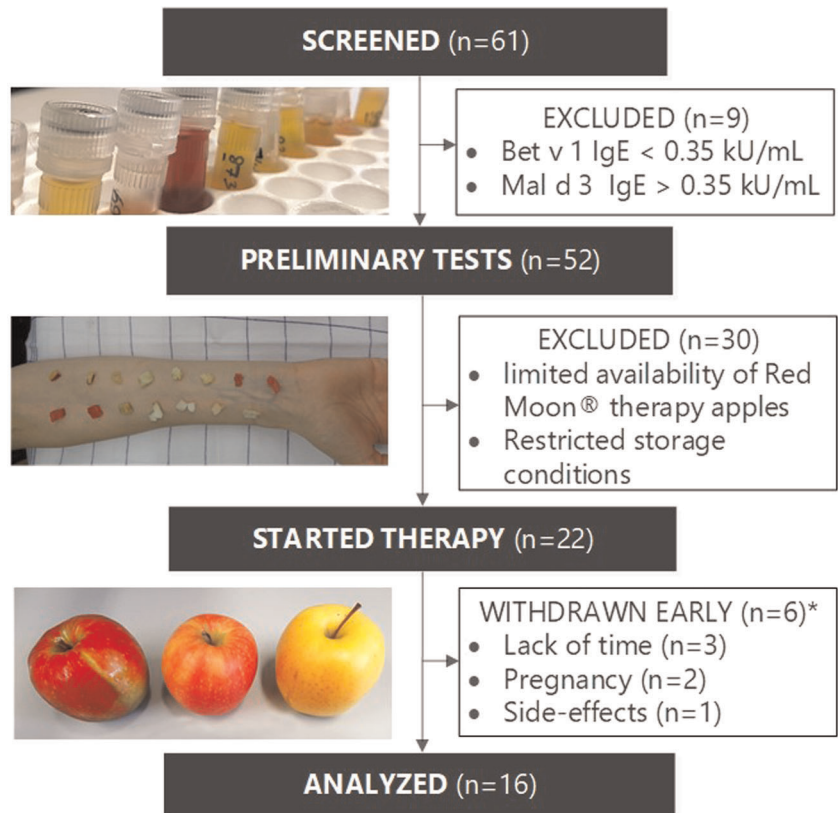 SCREENED (n=61)
EXCLUDED (n=9)
• Bet v 1 IgE < 0.35 kU/mL
• Mal d 3 IgE > 0.35 kU/mL
PRELIMINARY TESTS (n=52)
EXCLUDED (n=30)
• limited availability of Red
Moon® therapy apples
• Restricted storage
conditions
STARTED THERAPY (n=22)
WITHDRAWN EARLY (n=6)*
• Lack of time (n=3)
• Pregnancy (n=2)
• Side-effects (n=1)
ANALYZED (n=16)